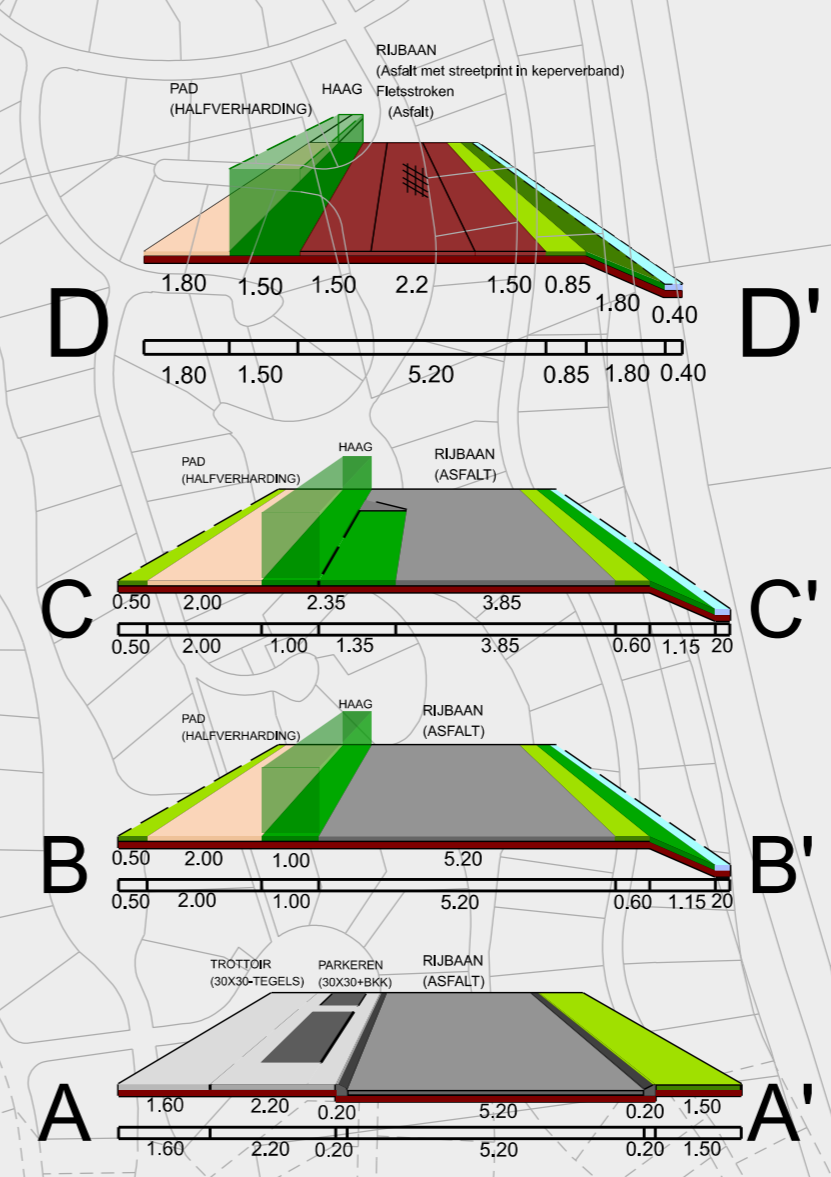 RIJBAAN
(Asfalt met streetprint in keperverband)
PAD HAAG Fietsstroken
(HALFVERHARDING) (Asfalt)
1.80 1.50 1.50 2.2 1.50 0.85 1.80 0.40
D D'
1.80 1.50 5.20 0.85 1.80 0.40
HAAG RIJBAAN
PAD (ASFALT)
(HALFVERHARDING)
0.50 2.00 2.35 3.85
C C'
0.50 2.00 1.00 1.35 3.85 0.60 1.15 20
HAAG RIJBAAN
PAD (ASFALT)
(HALFVERHARDING)
0.50 2.00 1.00 5.20
B B'
0.50 2.00 1.00 5.20 0.60 1.15 20
TROTTOIR PARKEREN RIJBAAN
(30X30-TEGELS) (30X30+BKK) (ASFALT)
1.60 2.20 0.20 5.20 0.20 1.50
A A'
1.60 2.20 0.20 5.20 0.20 1.50